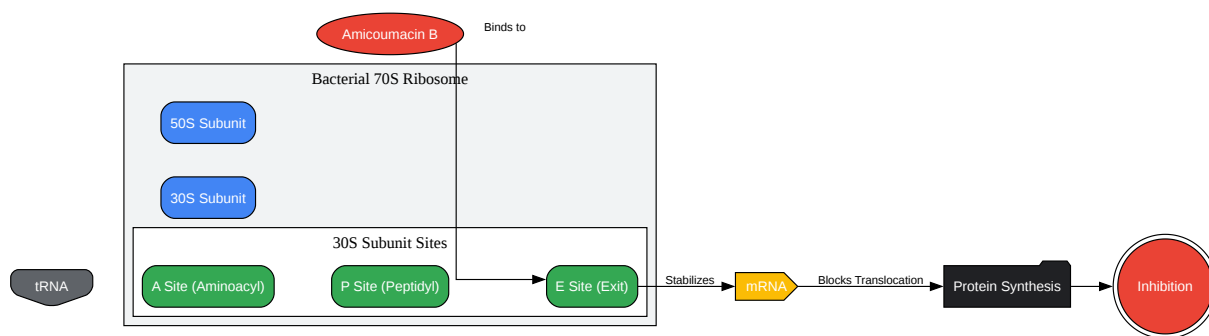 Amicoumacin B
Binds to
Bacterial 70S Ribosome
50S Subunit
30S Subunit
30S Subunit Sites
tRNA
A Site (Aminoacyl)
P Site (Peptidyl)
E Site (Exit)
Stabilizes
mRNA
Blocks Translocation
Protein Synthesis
Inhibition